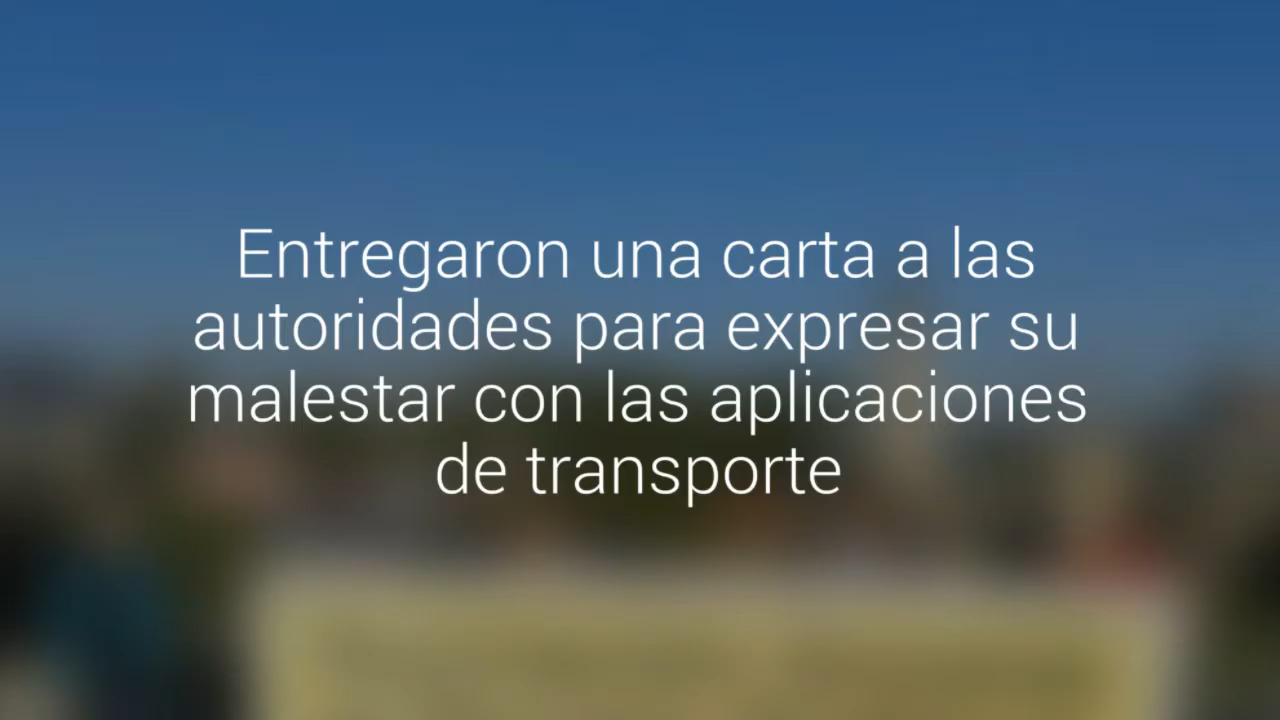 Entregaron una carta a las
autoridades para expresar su
malestar con las aplicaciones
de transporte